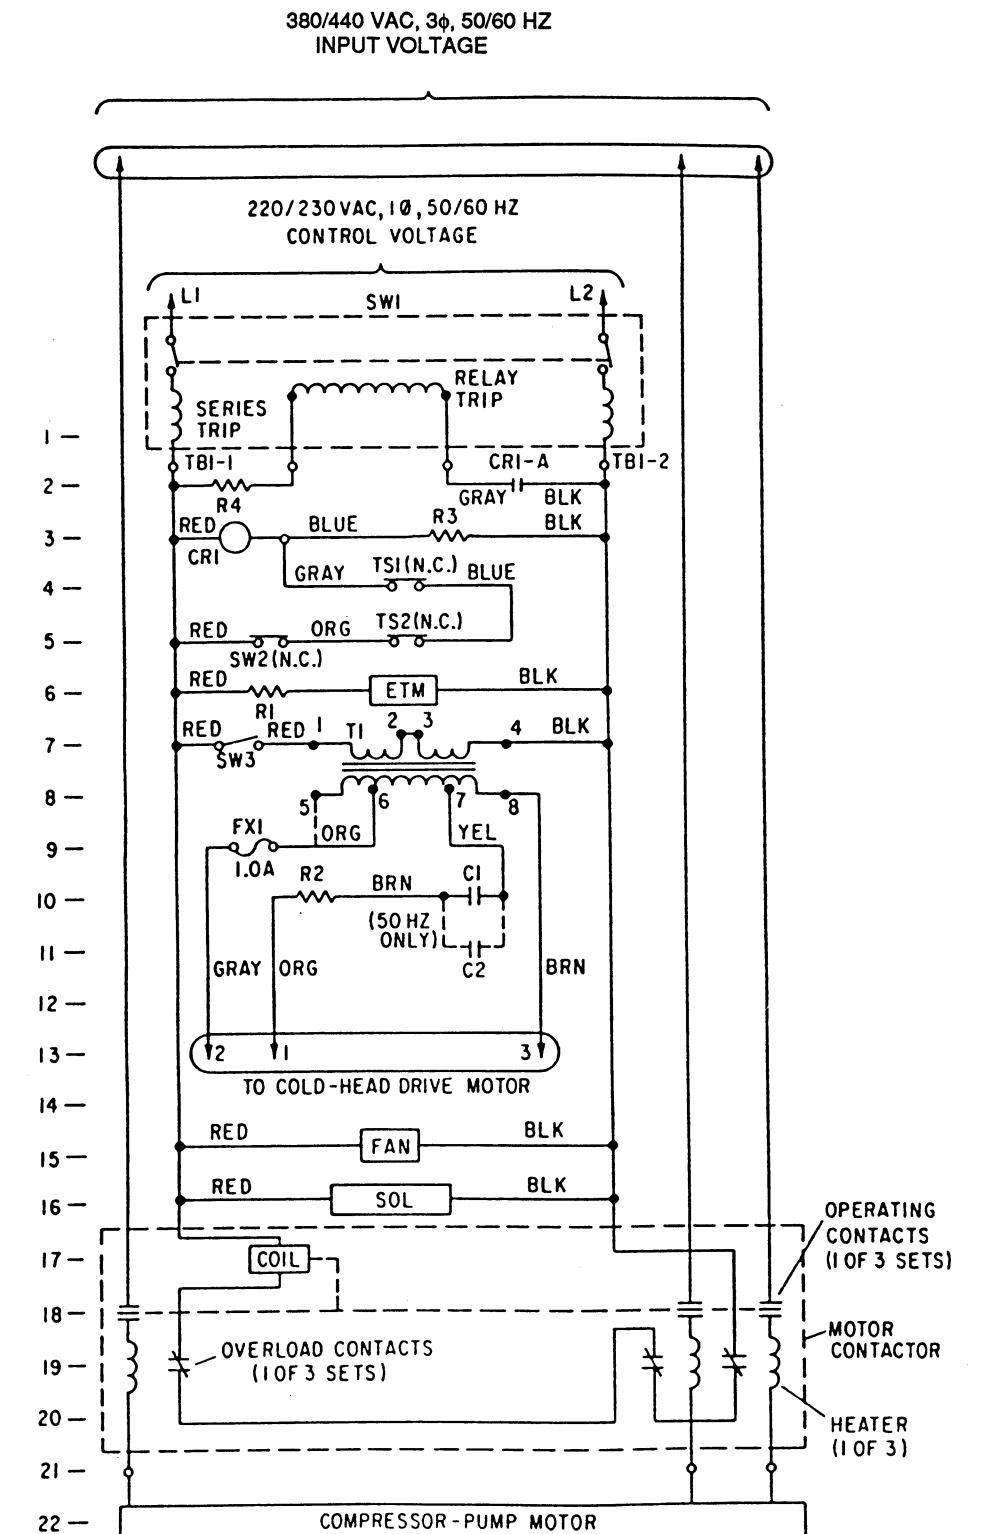 380/440 VAC, 3ϕ, 50/60 HZ
INPUT VOLTAGE
220/230VAC, 1Ø, 50/60 HZ
CONTROL VOLTAGE
L1
SW1
L2
RELAY
TRIP
SERIES
TRIP
1
TB1-1
CR1-A
TB1-2
2
R4
GRAY
BLK
3
RED
CR1
BLUE
R3
BLK
4
GRAY
TS1(N.C.)
BLUE
5
RED
SW2(N.C.)
ORG
TS2(N.C.)
6
RED
R1
ETM
BLK
7
RED
SW3
RED
1
T1
2
3
4
BLK
8
5
6
7
8
9
FX1
1.0A
ORG
YEL
10
R2
BRN
C1
(50HZ
ONLY)
11
C2
GRAY
ORG
BRN
12
13
2
1
3
TO COLD-HEAD DRIVE MOTOR
14
15
RED
FAN
BLK
16
RED
SOL
BLK
OPERATING
CONTACTS
(1 OF 3 SETS)
17
COIL
18
MOTOR
CONTACTOR
19
OVERLOAD CONTACTS
(1 OF 3 SETS)
20
HEATER
(1 OF 3)
21
22
COMPRESSOR-PUMP MOTOR